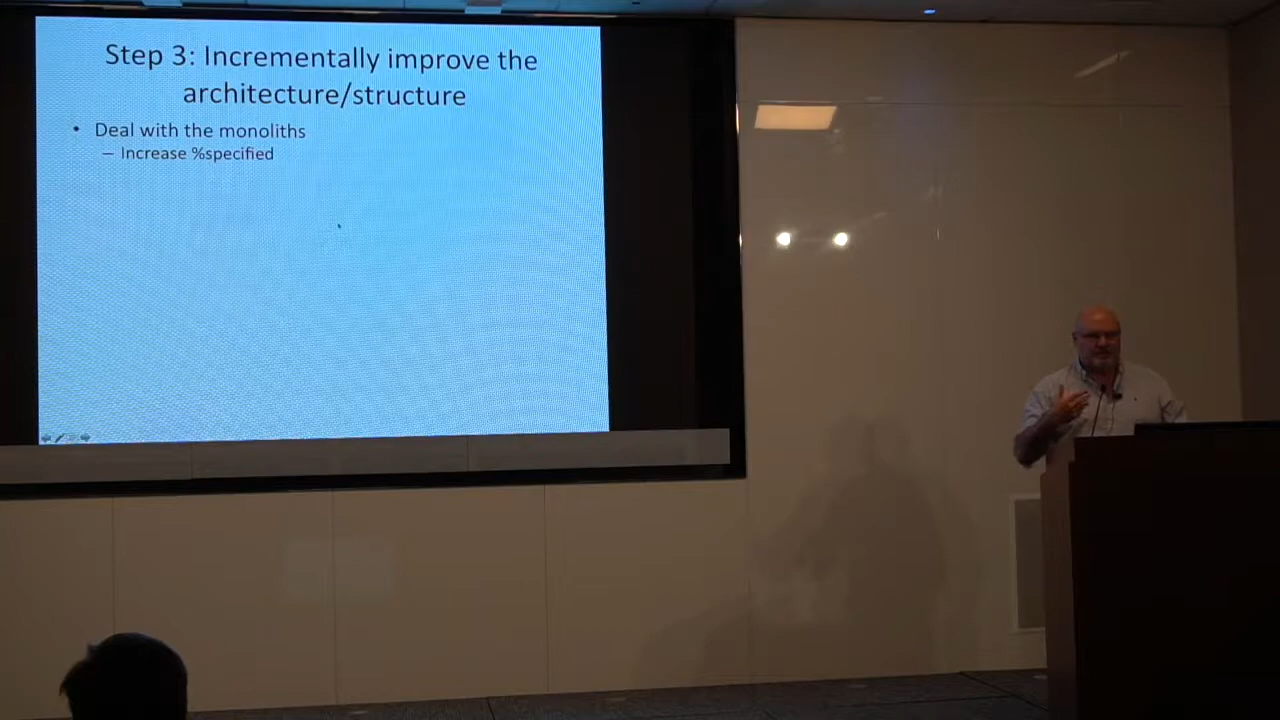 Step 3: Incrementally improve the
architecture/structure
• Deal with the monoliths
– Increase %specified